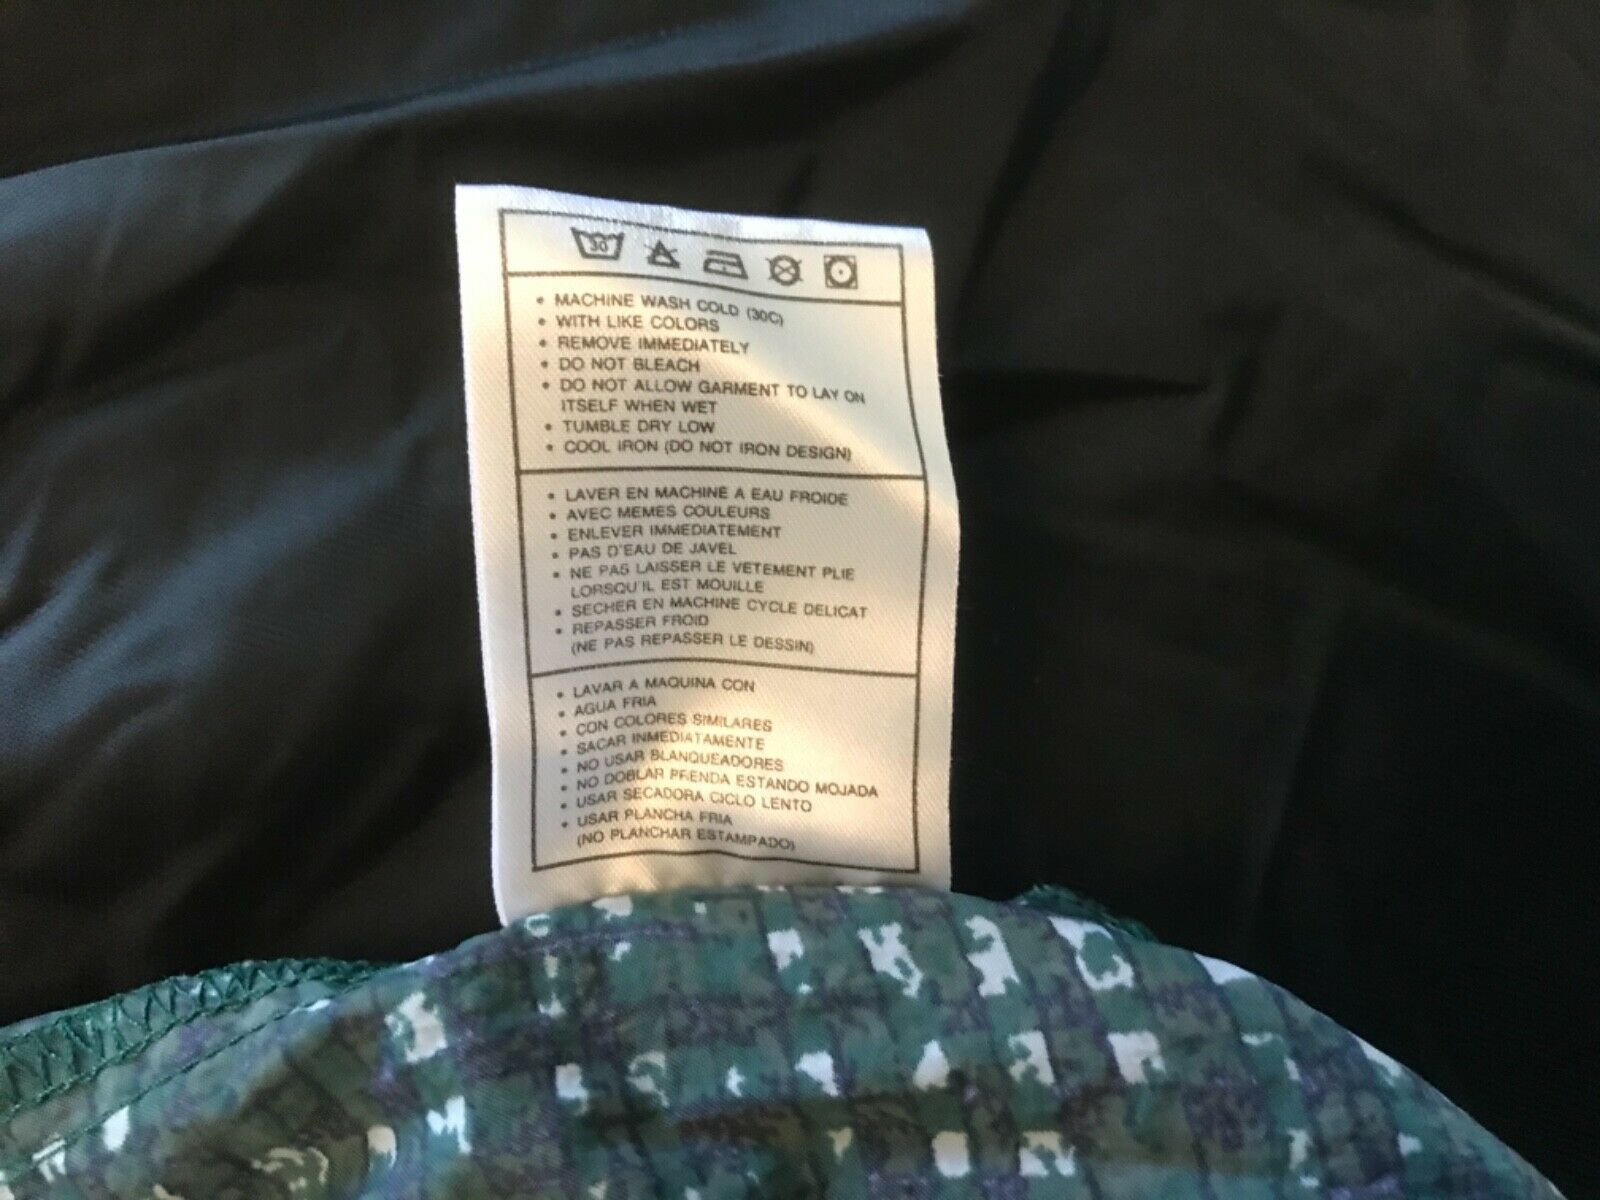 30
• MACHINE WASH COLD (30C)
• WITH LIKE COLORS
• REMOVE IMMEDIATELY
• DO NOT BLEACH
• DO NOT ALLOW GARMENT TO LAY ON
ITSELF WHEN WET
• TUMBLE DRY LOW
• COOL IRON (DO NOT IRON DESIGN)
• LAVER EN MACHINE A EAU FROIDE
• AVEC MEMES COULEURS
• ENLEVER IMMEDIATEMENT
• PAS D'EAU DE JAVEL
• NE PAS LAISSER LE VETEMENT PLIE
LORSQU'IL EST MOUILLE
• SECHER EN MACHINE CYCLE DELICAT
• REPASSER FROID
(NE PAS REPASSER LE DESSIN)
• LAVAR A MAQUINA CON
• AGUA FRIA
• CON COLORES SIMILARES
• SACAR INMEDIATAMENTE
• NO USAR BLANQUEADORES
• NO DOBLAR PRENDA ESTANDO MOJADA
• USAR SECADORA CICLO LENTO
• USAR PLANCHA FRIA
(NO PLANCHAR ESTAMPADO)